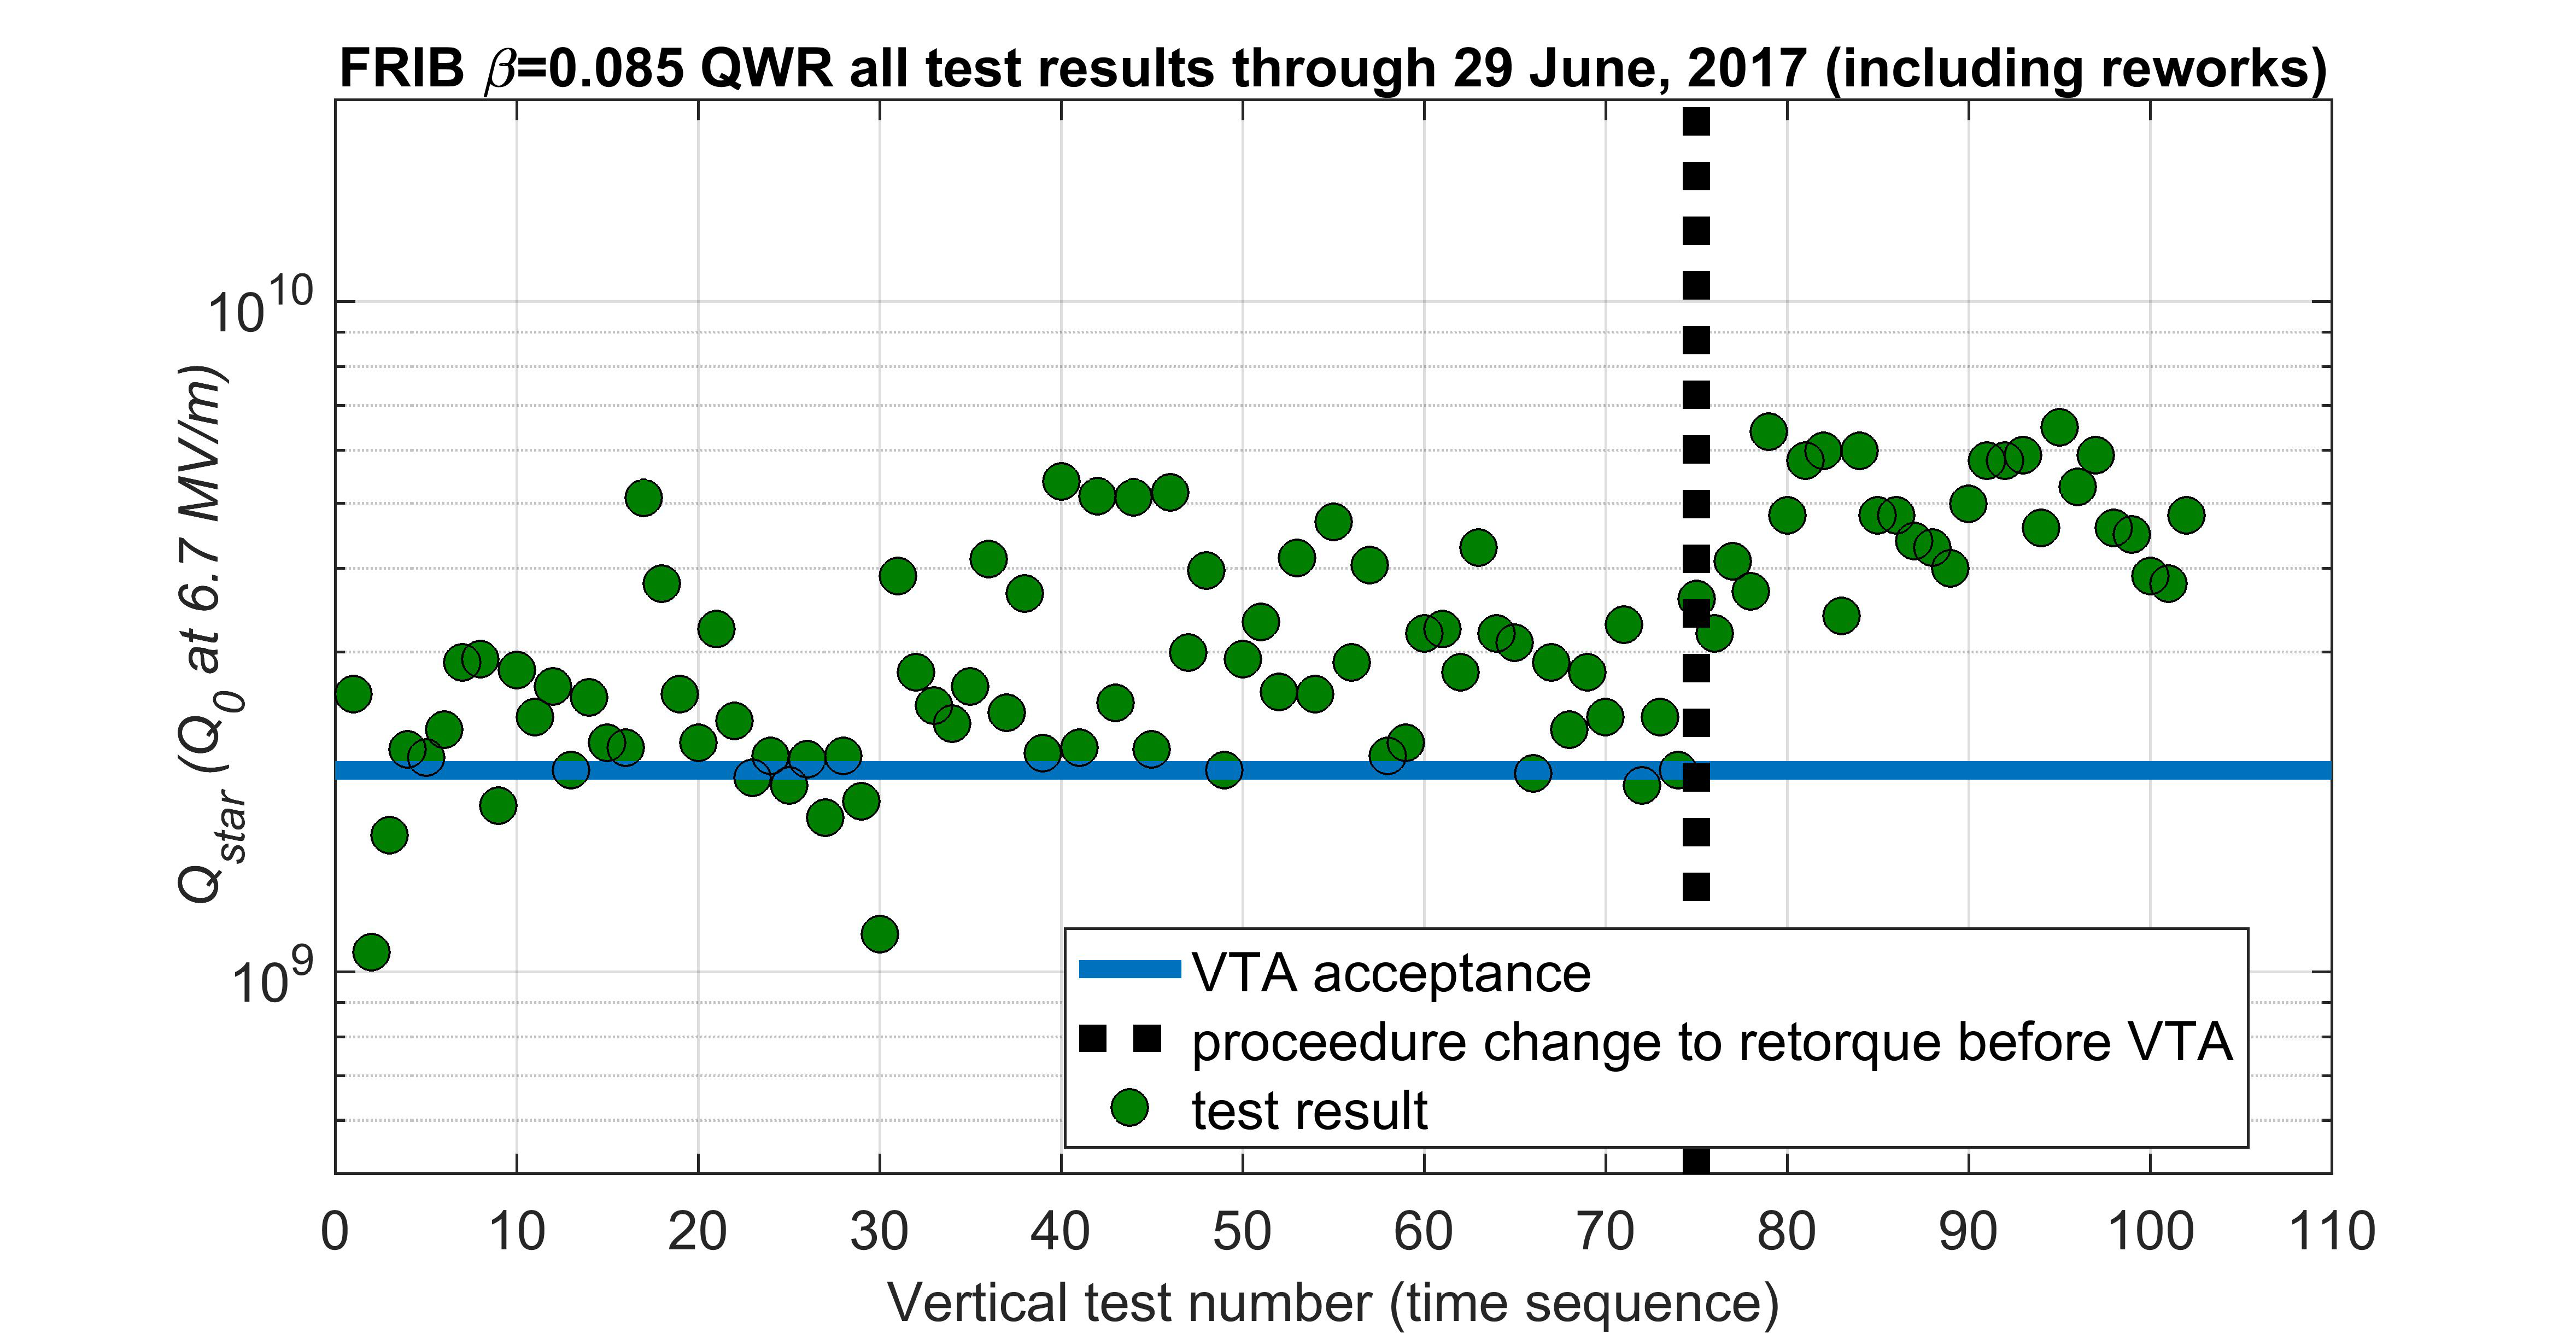 FRIB β=0.085 QWR all test results through 29 June, 2017 (including reworks)
Q_star (Q_0 at 6.7 MV/m)
10^10
10^9
VTA acceptance
proceedure change to retorque before VTA
test result
0 10 20 30 40 50 60 70 80 90 100 110
Vertical test number (time sequence)